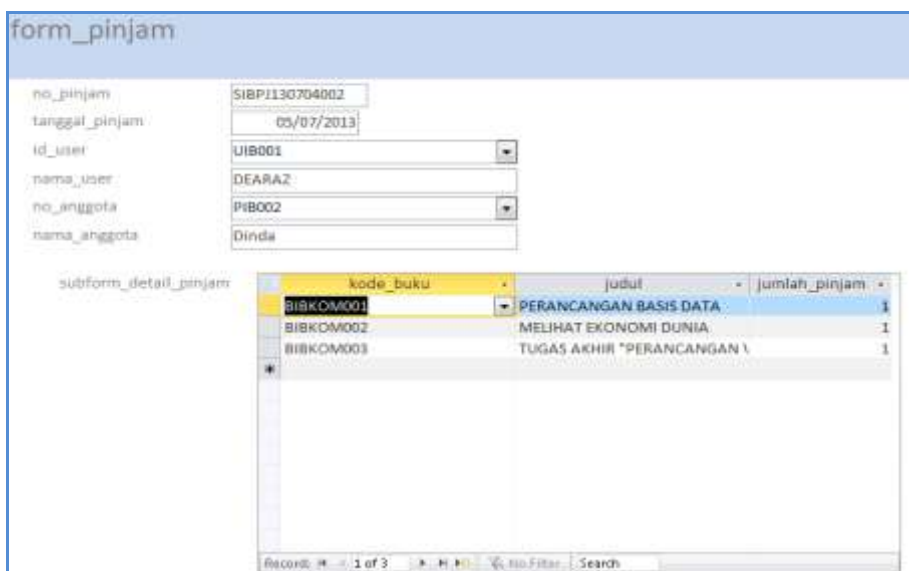 form_pinjam
no_pinjam SIBPJ130704002
tanggal_pinjam 05/07/2013
id_user UIB001
nama_user DEARAZ
no_anggota PIB002
nama_anggota Dinda
subform_detail_pinjam kode_buku judul jumlah_pinjam
BIBKOM001 PERANCANGAN BASIS DATA 1
BIBKOM002 MELIHAT EKONOMI DUNIA 1
BIBKOM003 TUGAS AKHIR "PERANCANGAN \ 1
Record: 1 of 3 No Filter Search